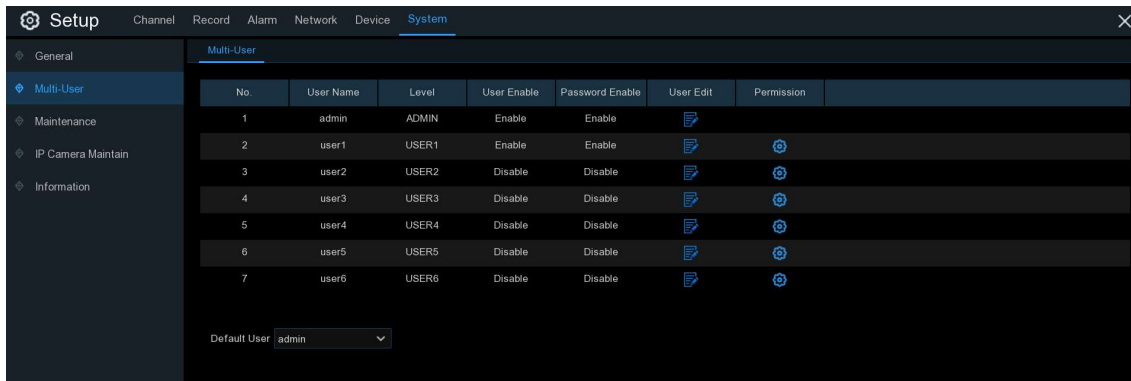 Setup Channel Record Alarm Network Device System
General
Multi-User
Maintenance
IP Camera Maintain
Information
Multi-User
No. User Name Level User Enable Password Enable User Edit Permission
1 admin ADMIN Enable Enable
2 user1 USER1 Enable Enable
3 user2 USER2 Disable Disable
4 user3 USER3 Disable Disable
5 user4 USER4 Disable Disable
6 user5 USER5 Disable Disable
7 user6 USER6 Disable Disable
Default User admin